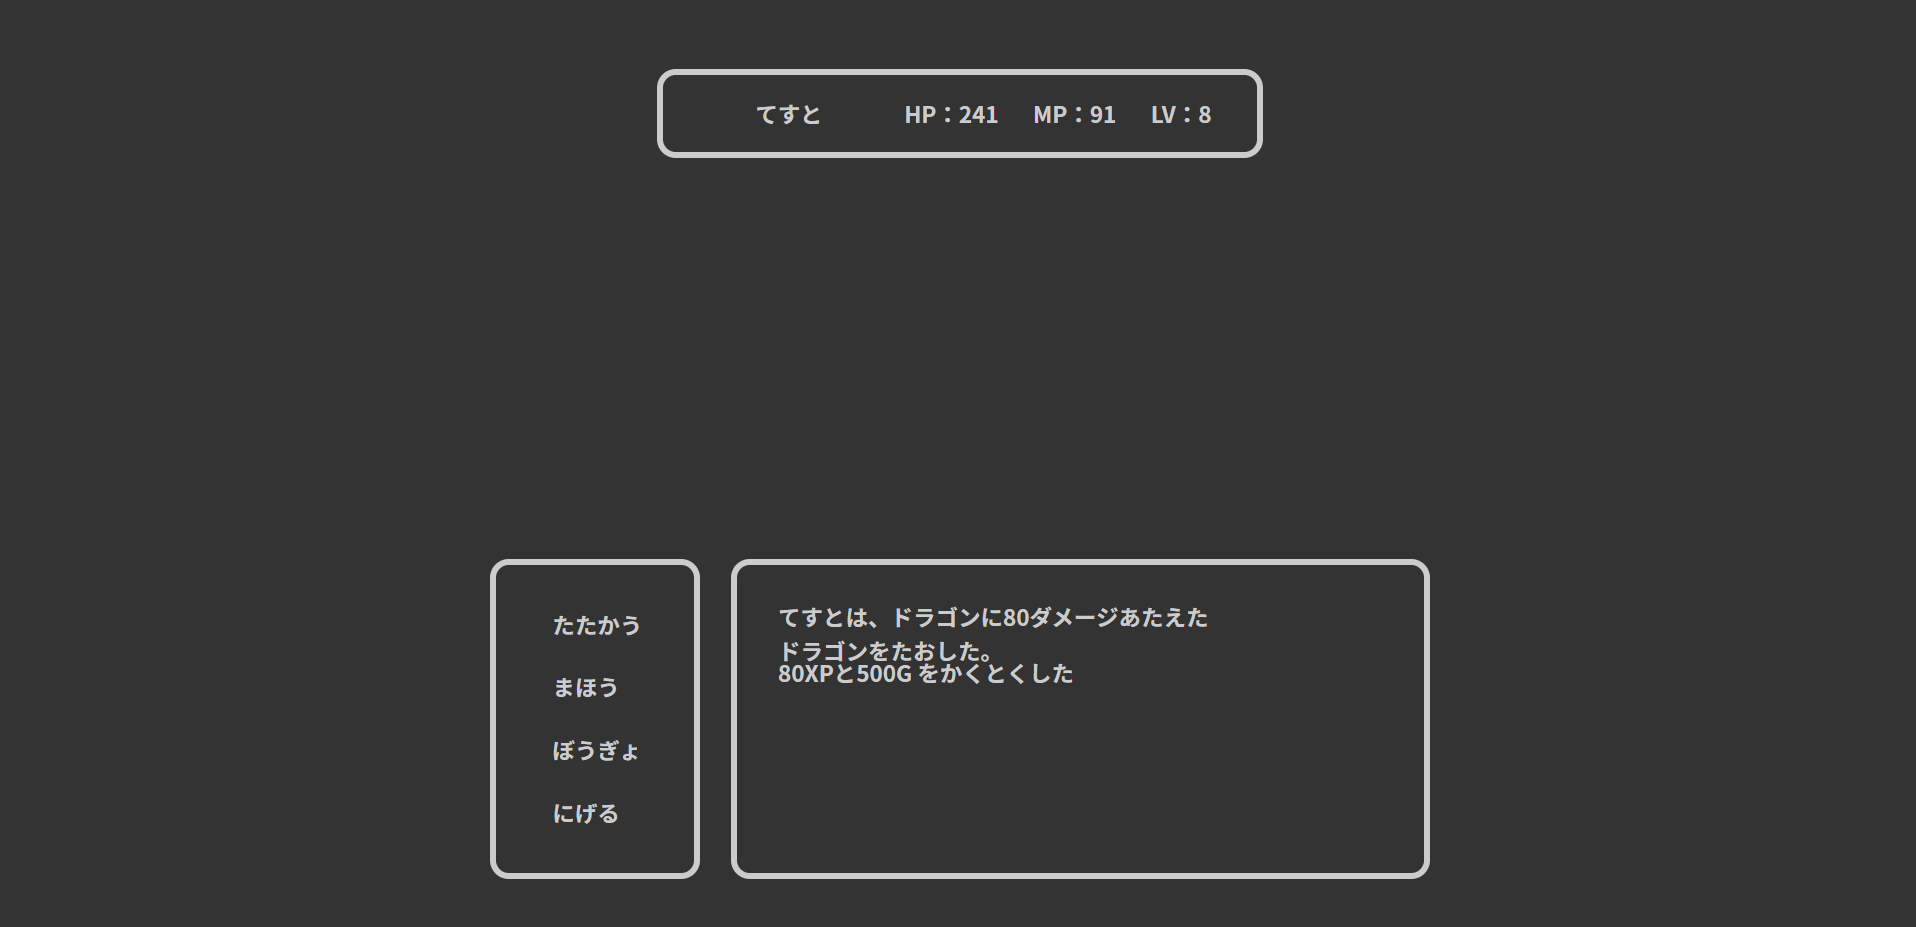 てすと HP：241 MP：91 LV：8
たたかう
まほう
ぼうぎょ
にげる
てすとは、ドラゴンに80ダメージあたえた
ドラゴンをたおした。
80XPと500G をかくとくした